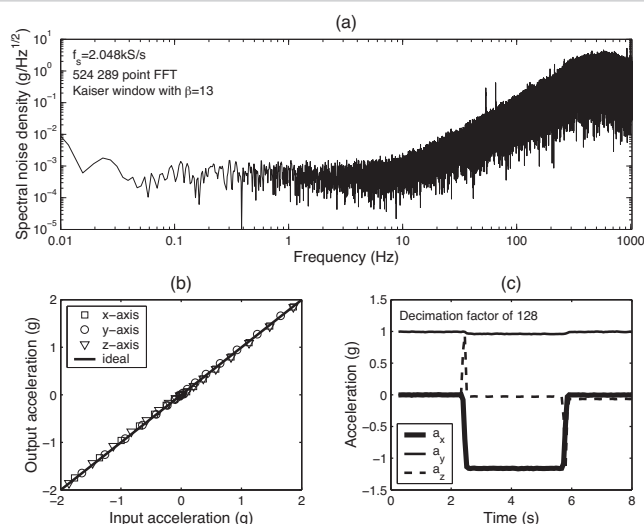 (a)
10^1
10^0
10^-1
10^-2
10^-3
10^-4
10^-5
Spectral noise density (g/Hz^1/2)
f_s=2.048kS/s
524 289 point FFT
Kaiser window with β=13
0.01 0.1 1 10 100 1000
Frequency (Hz)
(b)
2
1
0
−1
−2
Output acceleration (g)
x-axis
y-axis
z-axis
ideal
−2 −1 0 1 2
Input acceleration (g)
(c)
1.5
1
0.5
0
-0.5
-1
-1.5
Acceleration (g)
Decimation factor of 128
a_x
a_y
a_z
0 2 4 6 8
Time (s)